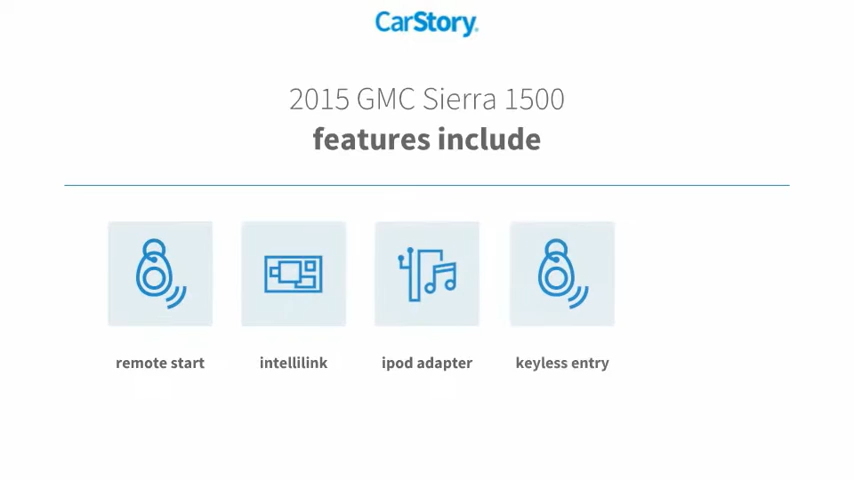 CarStory
2015 GMC Sierra 1500
features include
remote start
intellilink
ipod adapter
keyless entry